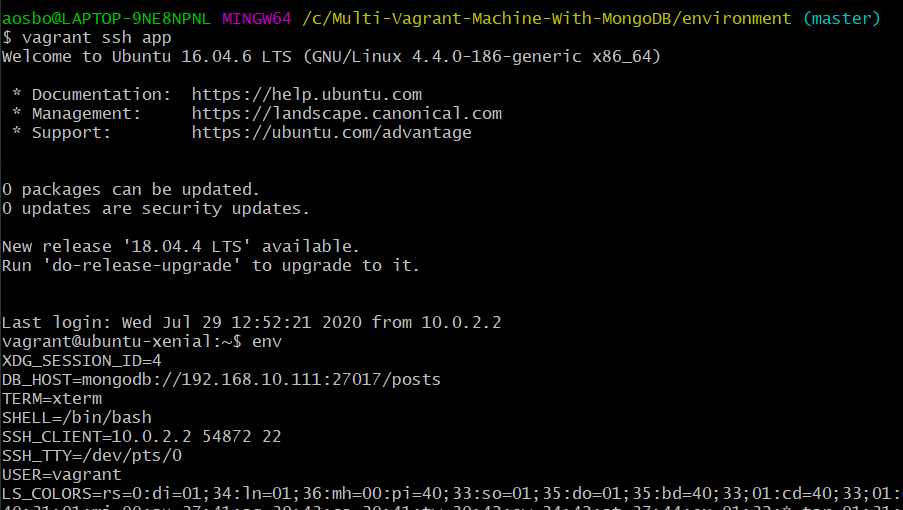 aosbo@LAPTOP-9NE8NPNL MINGW64 /c/Multi-Vagrant-Machine-With-MongoDB/environment (master)
$ vagrant ssh app
Welcome to Ubuntu 16.04.6 LTS (GNU/Linux 4.4.0-186-generic x86_64)
* Documentation:  https://help.ubuntu.com
* Management:     https://landscape.canonical.com
* Support:        https://ubuntu.com/advantage
0 packages can be updated.
0 updates are security updates.
New release '18.04.4 LTS' available.
Run 'do-release-upgrade' to upgrade to it.
Last login: Wed Jul 29 12:52:21 2020 from 10.0.2.2
vagrant@ubuntu-xenial:~$ env
XDG_SESSION_ID=4
DB_HOST=mongodb://192.168.10.111:27017/posts
TERM=xterm
SHELL=/bin/bash
SSH_CLIENT=10.0.2.2 54872 22
SSH_TTY=/dev/pts/0
USER=vagrant
LS_COLORS=rs=0:di=01;34:ln=01;36:mh=00:pi=40;33:so=01;35:do=01;35:bd=40;33;01:cd=40;33;01: